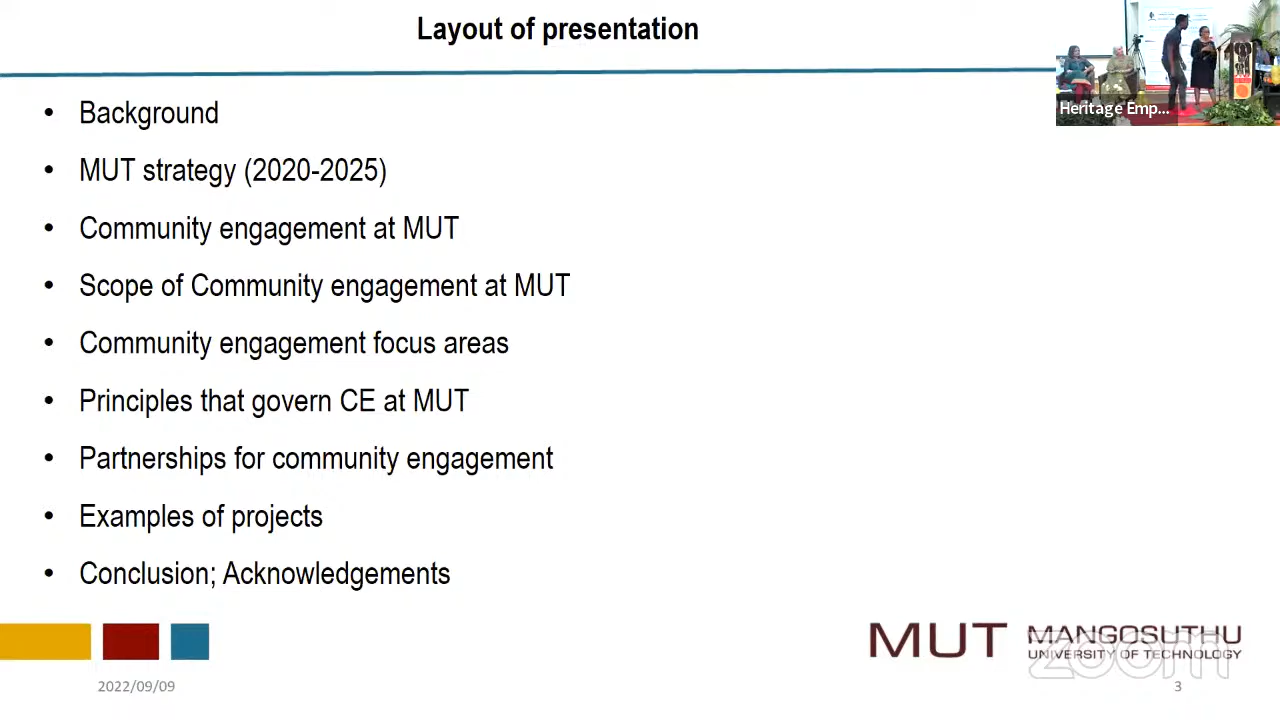 Layout of presentation
Heritage Emp...
• Background
• MUT strategy (2020-2025)
• Community engagement at MUT
• Scope of Community engagement at MUT
• Community engagement focus areas
• Principles that govern CE at MUT
• Partnerships for community engagement
• Examples of projects
• Conclusion; Acknowledgements
MUT MANGOSUTHU
UNIVERSITY OF TECHNOLOGY
zoom
2022/09/09
3